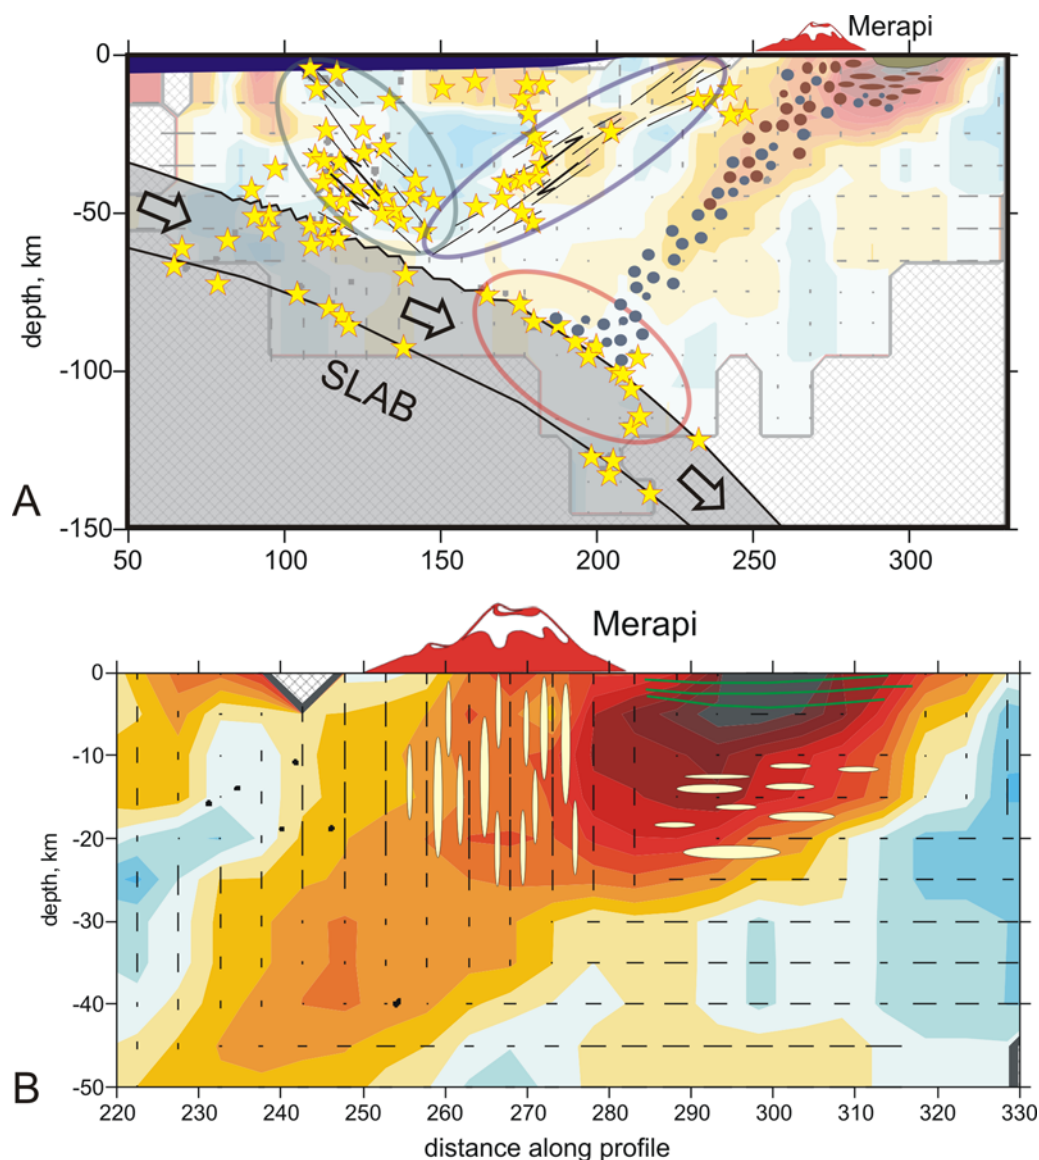 Merapi
0
-50
-100
-150
depth, km
SLAB
A
50 100 150 200 250 300
Merapi
0
-10
-20
-30
-40
-50
depth, km
B
220 230 240 250 260 270 280 290 300 310 320 330
distance along profile